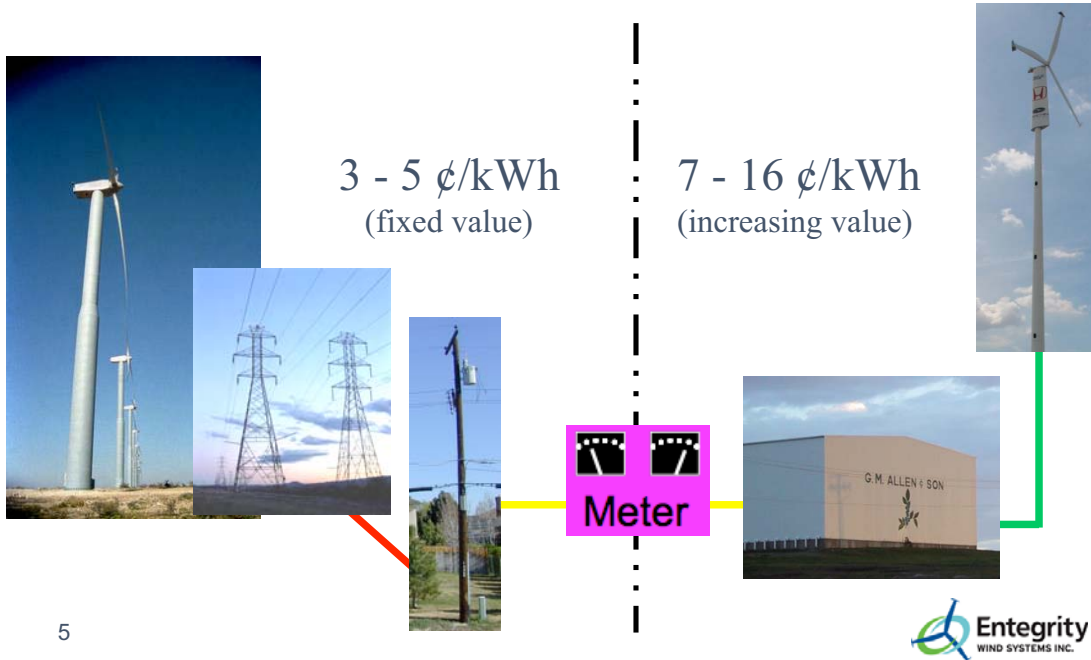 3 - 5 ¢/kWh
(fixed value)
7 - 16 ¢/kWh
(increasing value)
Meter
G.M. ALLEN & SON
5
Entegrity
WIND SYSTEMS INC.